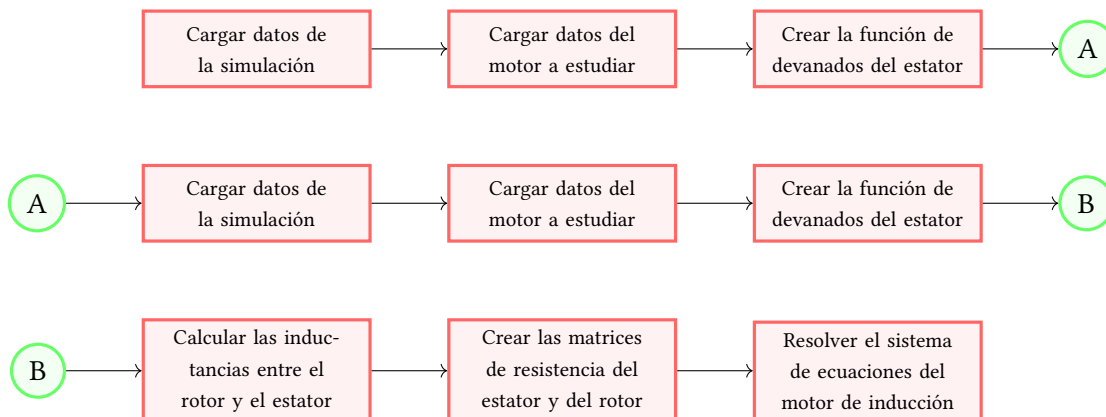 Cargar datos de
la simulación
Cargar datos del
motor a estudiar
Crear la función de
devanados del estator
A
A
Cargar datos de
la simulación
Cargar datos del
motor a estudiar
Crear la función de
devanados del estator
B
B
Calcular las induc-
tancias entre el
rotor y el estator
Crear las matrices
de resistencia del
estator y del rotor
Resolver el sistema
de ecuaciones del
motor de inducción